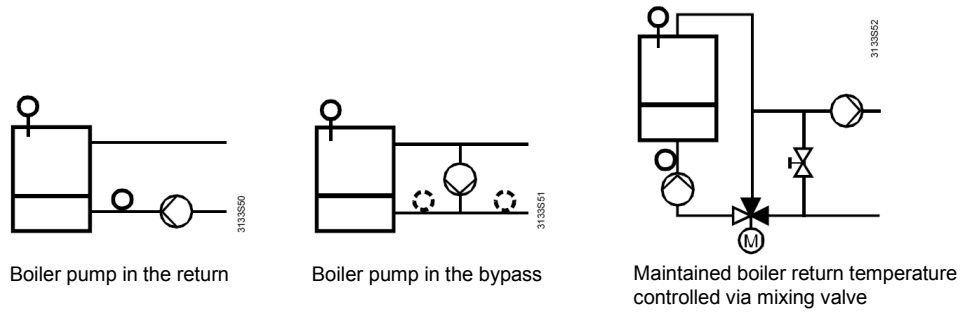 3133S52
M
3133S50
3133S51
Boiler pump in the return
Boiler pump in the bypass
Maintained boiler return temperature
controlled via mixing valve